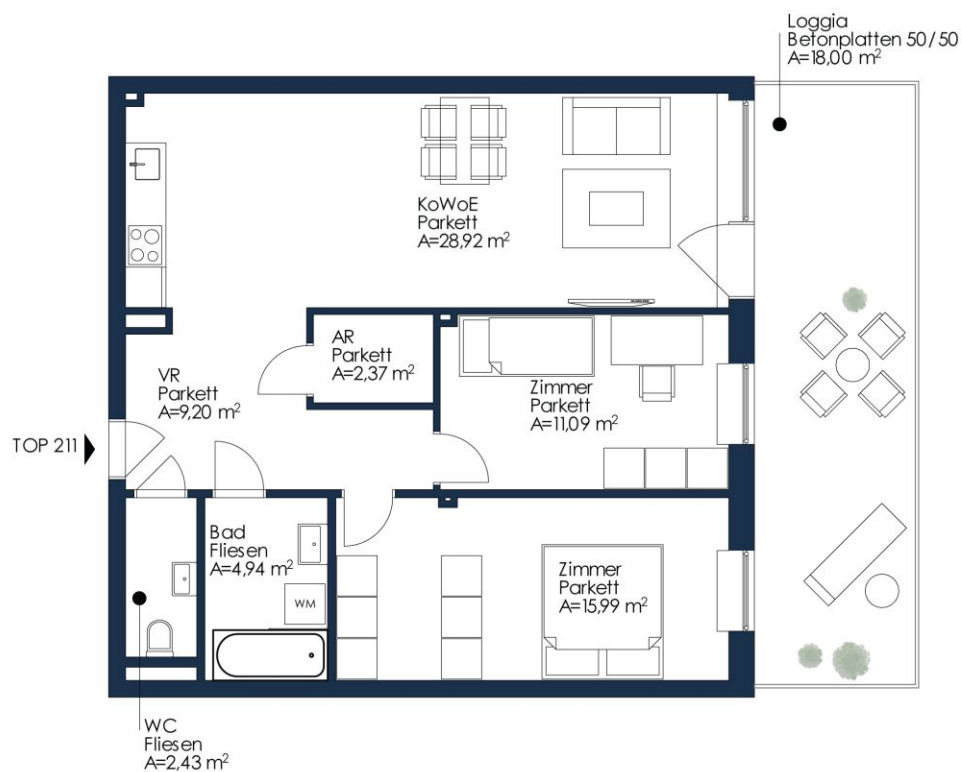 Loggia
Betonplatten 50/50
A=18,00 m²
KoWoE
Parkett
A=28,92 m²
AR
Parkett
A=2,37 m²
VR
Parkett
A=9,20 m²
Zimmer
Parkett
A=11,09 m²
TOP 211
Bad
Fliesen
A=4,94 m²
WM
Zimmer
Parkett
A=15,99 m²
WC
Fliesen
A=2,43 m²